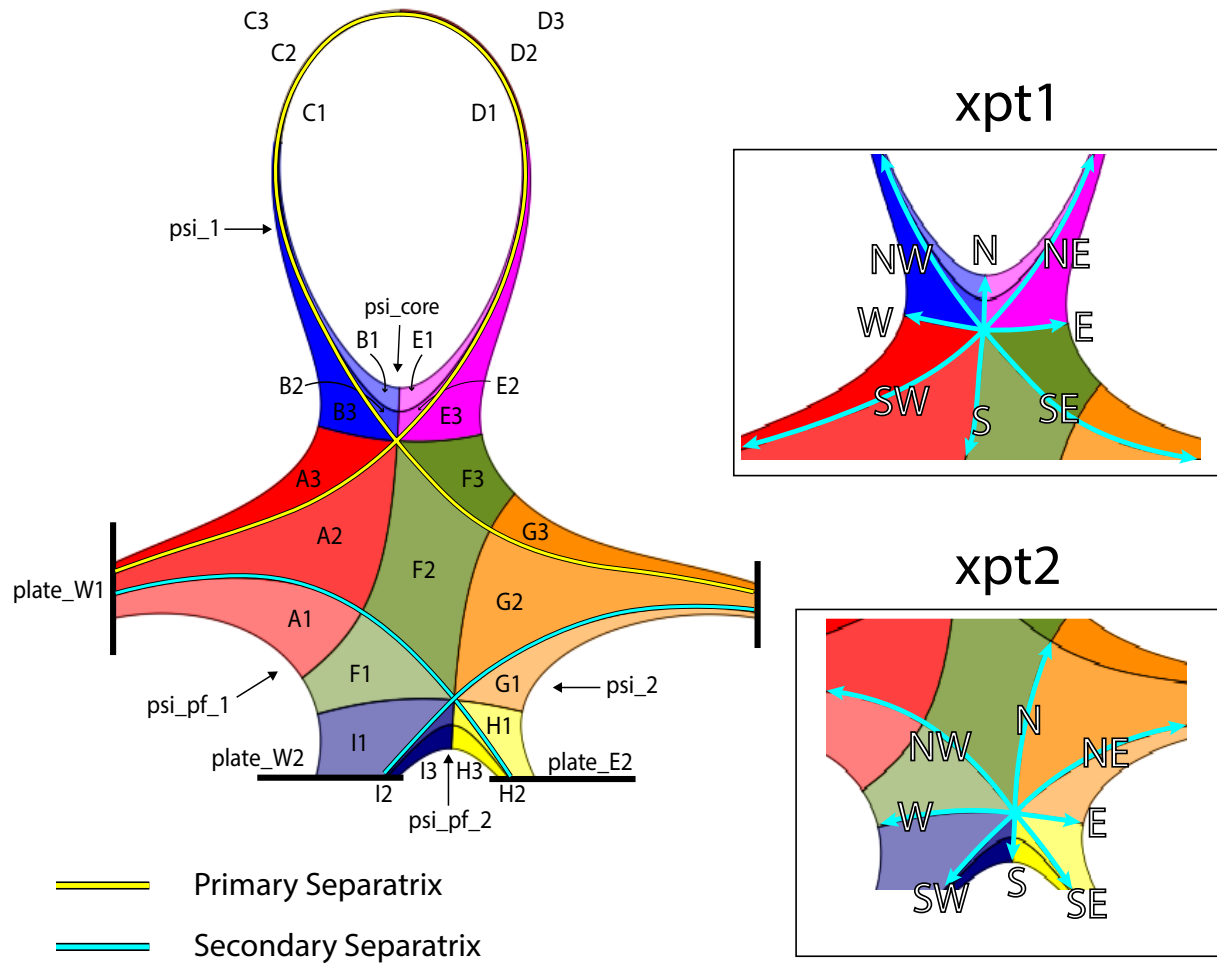 C3
D3
C2
D2
C1
D1
psi_1
psi_core
B1
E1
B2
E2
B3
E3
A3
F3
G3
A2
F2
plate_W1
G2
A1
F1
G1
psi_2
psi_pf_1
H1
I1
plate_W2
plate_E2
I3
H3
I2
H2
psi_pf_2
Primary Separatrix
Secondary Separatrix
xpt1
N
NW
NE
W
E
SW
S
SE
xpt2
N
NW
NE
W
E
SW
S
SE